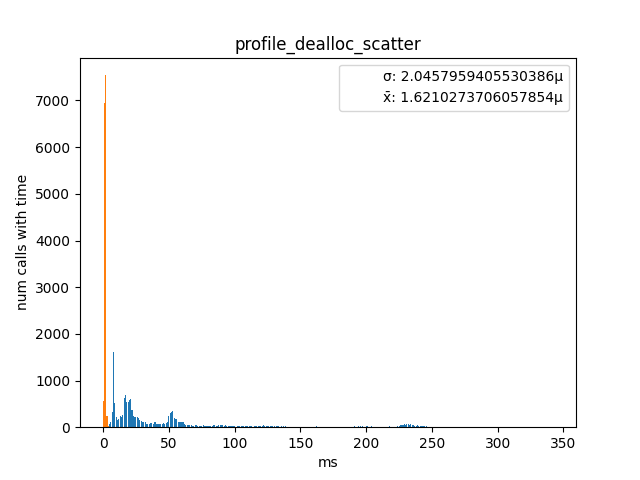 profile_dealloc_scatter
σ: 2.0457959405530386μ
x̄: 1.6210273706057854μ
num calls with time
7000
6000
5000
4000
3000
2000
1000
0
0 50 100 150 200 250 300 350
ms